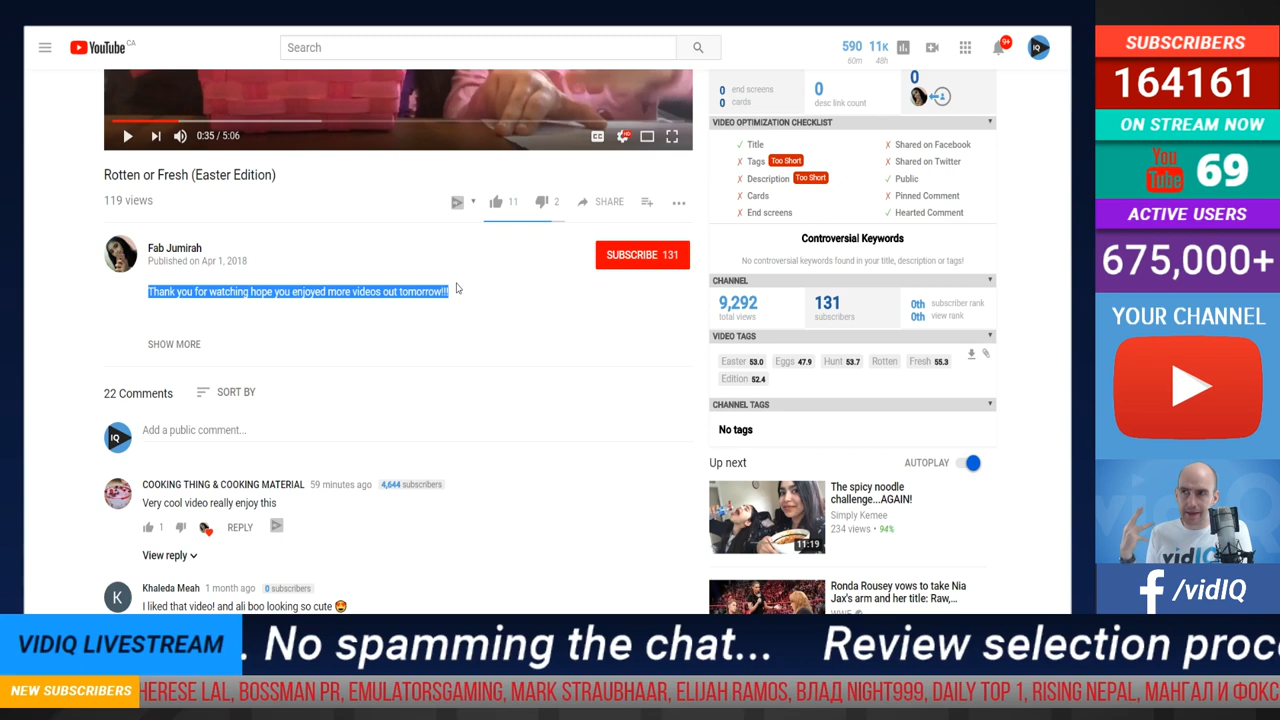 YouTube CA
Search
590 11K
60m 48h
9+
IQ
0 end screens
0 cards
0
desc link count
0
0:35 / 5:06
CC
HD
VIDEO OPTIMIZATION CHECKLIST
✓ Title
✗ Tags Too Short
✗ Description Too Short
✗ Cards
✗ End screens
✗ Shared on Facebook
✗ Shared on Twitter
✓ Public
✗ Pinned Comment
✓ Hearted Comment
Controversial Keywords
No controversial keywords found in your title, description or tags!
Rotten or Fresh (Easter Edition)
119 views
11
2
SHARE
Fab Jumirah
Published on Apr 1, 2018
SUBSCRIBE 131
Thank you for watching hope you enjoyed more videos out tomorrow!!!
SHOW MORE
CHANNEL
9,292
total views
131
subscribers
0th subscriber rank
0th view rank
VIDEO TAGS
Easter 53.0 Eggs 47.9 Hunt 53.7 Rotten Fresh 55.3
Edition 52.4
CHANNEL TAGS
No tags
22 Comments
SORT BY
IQ
Add a public comment...
COOKING THING & COOKING MATERIAL 59 minutes ago 4,644 subscribers
Very cool video really enjoy this
1
REPLY
View reply
K
Khaleda Meah 1 month ago 0 subscribers
I liked that video! and ali boo looking so cute 😍
Up next
AUTOPLAY
The spicy noodle
challenge...AGAIN!
Simply Kemee
234 views • 94%
11:19
Ronda Rousey vows to take Nia
Jax's arm and her title: Raw,...
WWE
SUBSCRIBERS
164161
ON STREAM NOW
You
Tube
69
ACTIVE USERS
675,000+
YOUR CHANNEL
vidIQ
f /vidIQ
VIDIQ LIVESTREAM
. No spamming the chat... Review selection proc
NEW SUBSCRIBERS
HERESE LAL, BOSSMAN PR, EMULATORSGAMING, MARK STRAUBHAAR, ELIJAH RAMOS, ВЛАД NIGHT999, DAILY TOP 1, RISING NEPAL, МАНГАЛ И ФОКС